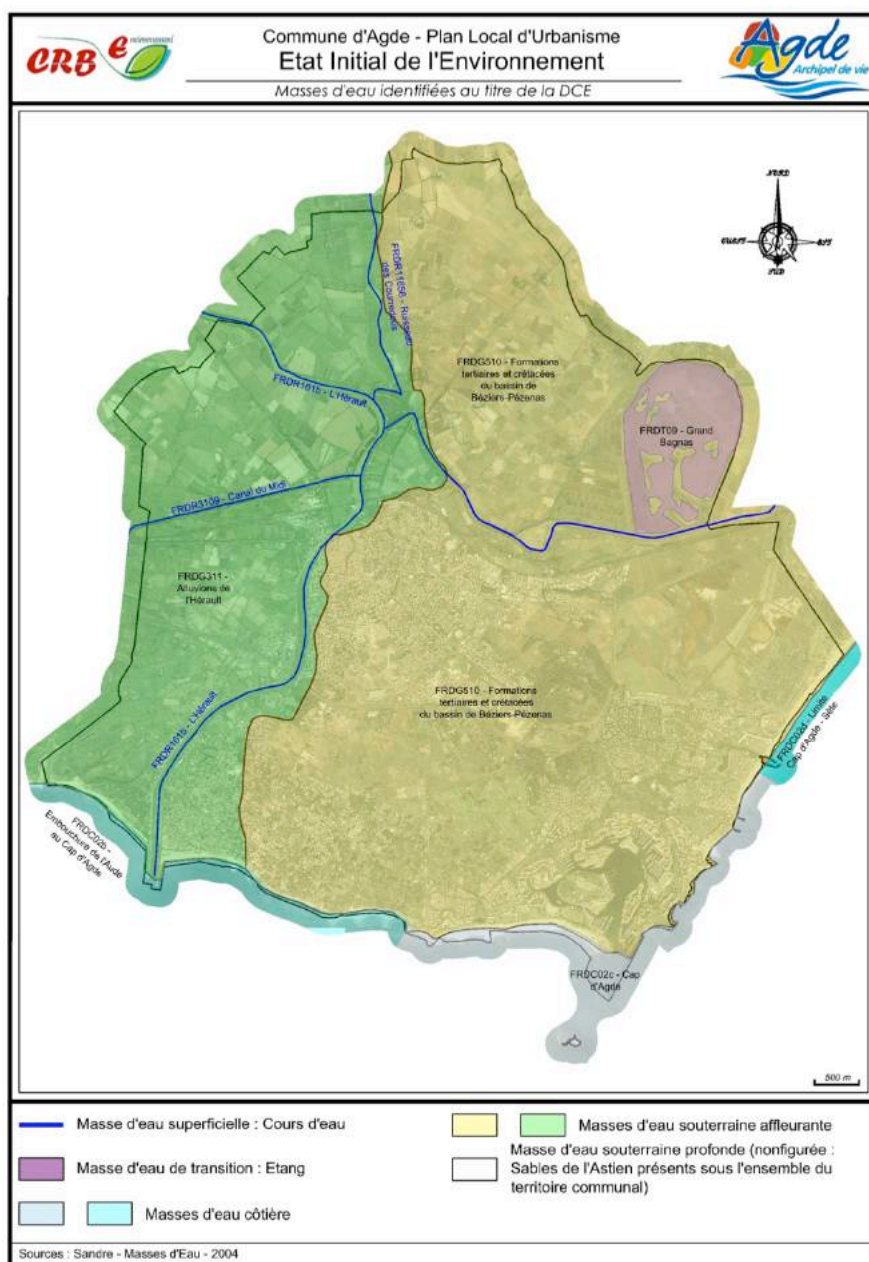 CRB Environnement
Commune d'Agde - Plan Local d'Urbanisme
Etat Initial de l'Environnement
Masses d'eau identifiées au titre de la DCE
Agde
Archipel de vie
NORD
OUEST
EST
SUD
FRDR11656 - Ruisseau
des Courredous
FRDG510 - Formations
tertiaires et crétacées
du bassin de
Béziers-Pézenas
FRDR161b - L'Hérault
FRDT09 - Grand
Bagnas
FRDR3109 - Canal du Midi
FRDG311 -
Alluvions de
l'Hérault
FRDG510 - Formations
tertiaires et crétacées
du bassin de Béziers-Pézenas
FRDR161b - L'Hérault
FRDC02d - Limite
Cap d'Agde - Sète
FRDC02b -
Embouchure de l'Aude
au Cap d'Agde
FRDC02c - Cap
d'Agde
500 m
Masse d'eau superficielle : Cours d'eau
Masses d'eau souterraine affleurante
Masse d'eau de transition : Etang
Masse d'eau souterraine profonde (nonfigurée :
Sables de l'Astien présents sous l'ensemble du
territoire communal)
Masses d'eau côtière
Sources : Sandre - Masses d'Eau - 2004